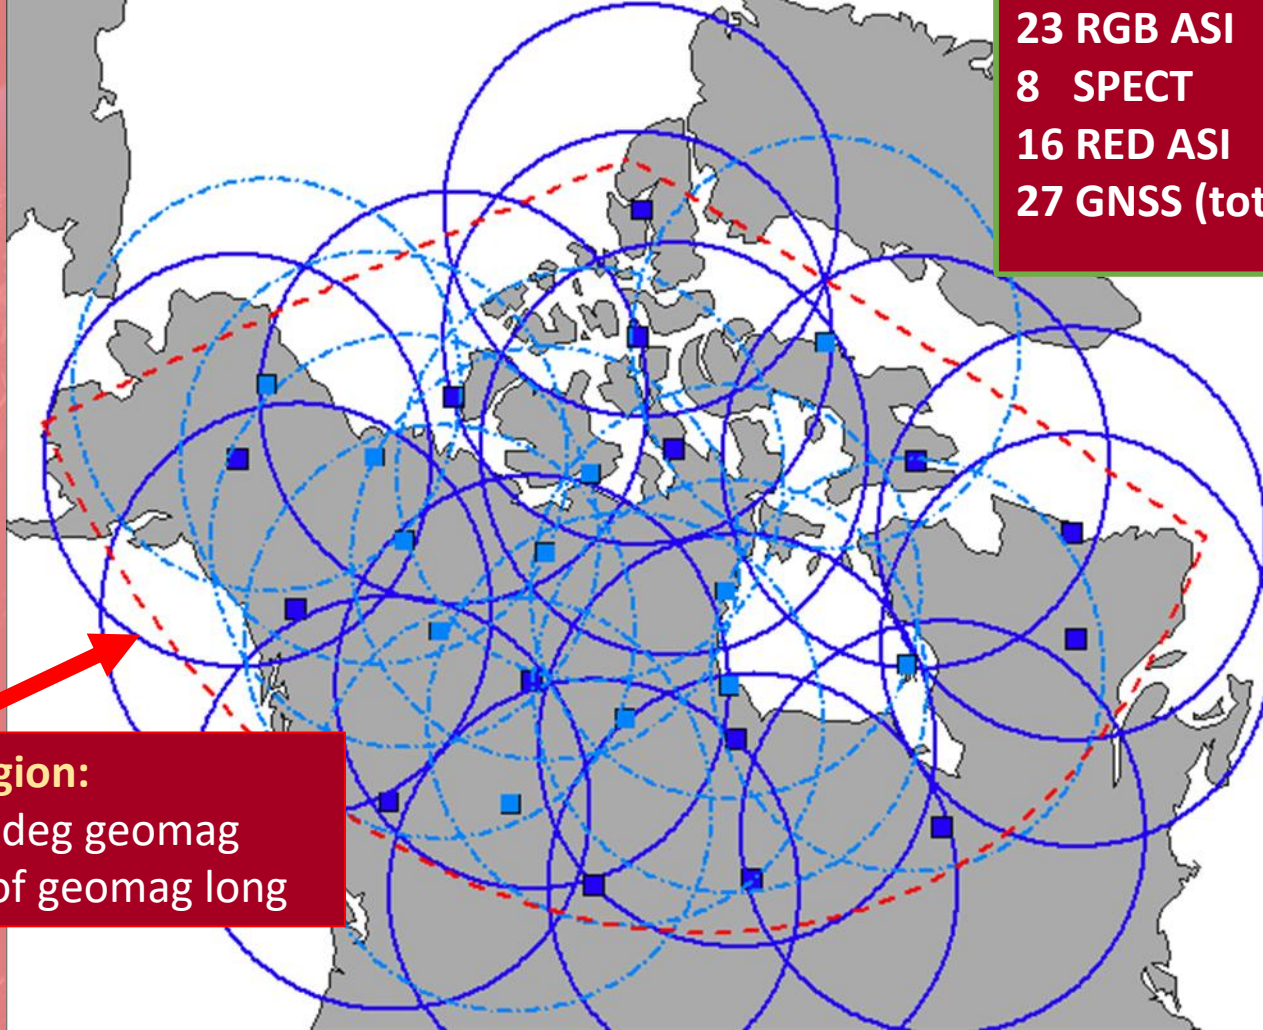 23 RGB ASI
8 SPECT
16 RED ASI
27 GNSS (tot
gion:
deg geomag
of geomag long